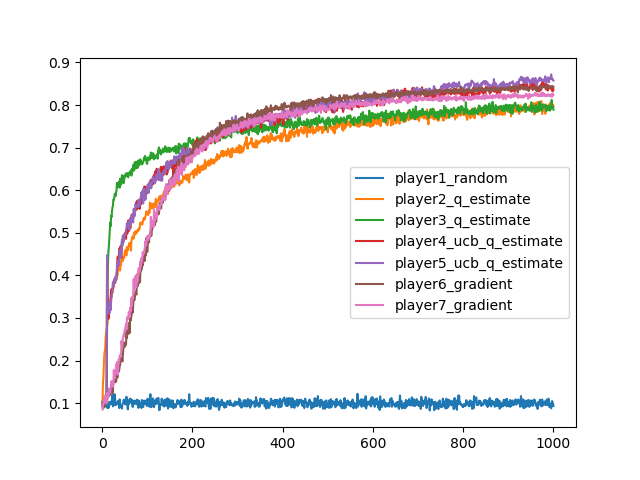 0.9
0.8
0.7
0.6
0.5
0.4
0.3
0.2
0.1
player1_random
player2_q_estimate
player3_q_estimate
player4_ucb_q_estimate
player5_ucb_q_estimate
player6_gradient
player7_gradient
0 200 400 600 800 1000